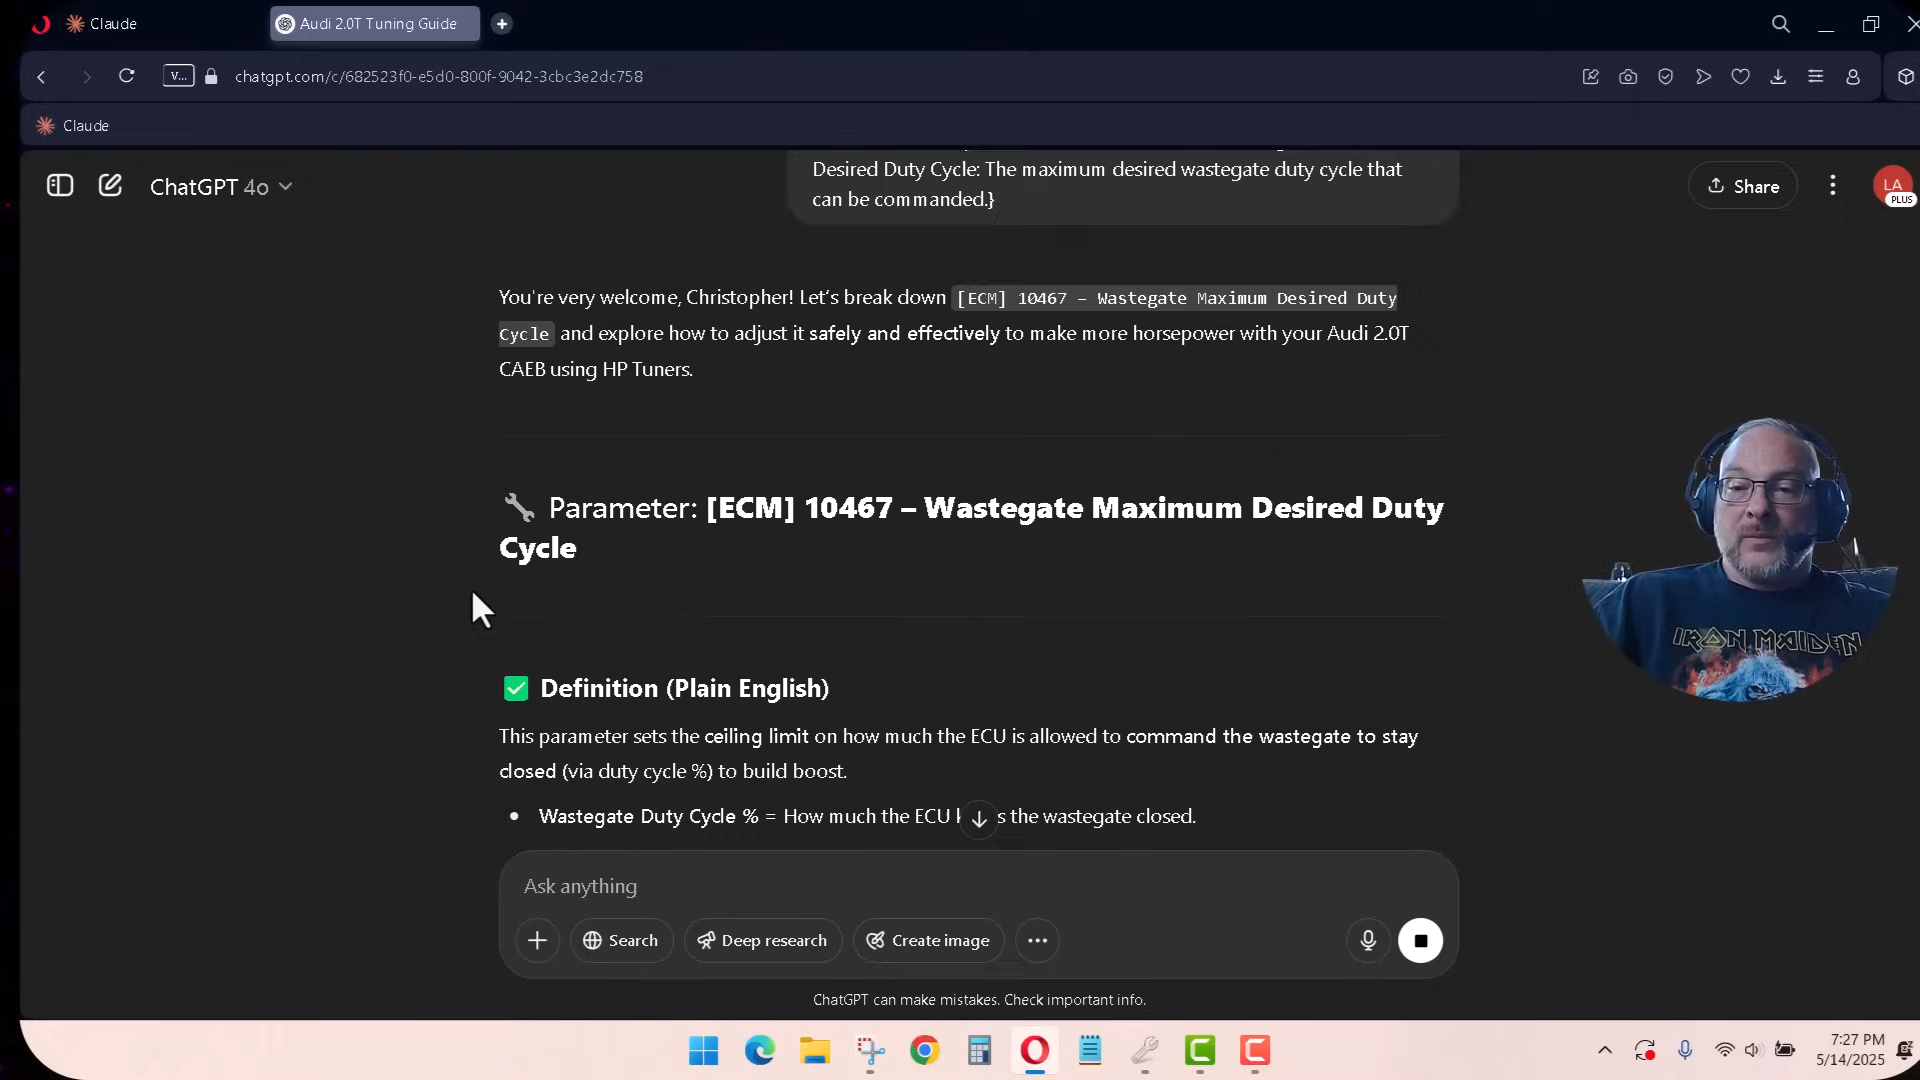 Claude
Audi 2.0T Tuning Guide
V...
chatgpt.com/c/682523f0-e5d0-800f-9042-3cbc3e2dc758
Claude
ChatGPT 4o
Share
LA
PLUS
Desired Duty Cycle: The maximum desired wastegate duty cycle that
can be commanded.}
You're very welcome, Christopher! Let's break down [ECM] 10467 – Wastegate Maximum Desired Duty
Cycle and explore how to adjust it safely and effectively to make more horsepower with your Audi 2.0T
CAEB using HP Tuners.
Parameter: [ECM] 10467 – Wastegate Maximum Desired Duty
Cycle
Definition (Plain English)
This parameter sets the ceiling limit on how much the ECU is allowed to command the wastegate to stay
closed (via duty cycle %) to build boost.
• Wastegate Duty Cycle % = How much the ECU k s the wastegate closed.
IRON MAIDEN
Ask anything
Search
Deep research
Create image
ChatGPT can make mistakes. Check important info.
7:27 PM
5/14/2025